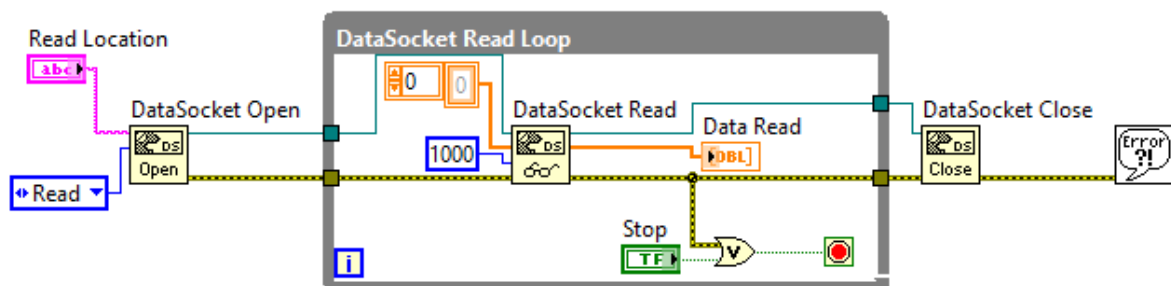 Read Location
abc
DataSocket Open
DS
Open
Read
DataSocket Read Loop
0
0
DataSocket Read
DS
1000
Data Read
DBL]
DataSocket Close
DS
Close
Error
?!
Stop
TF
V
i